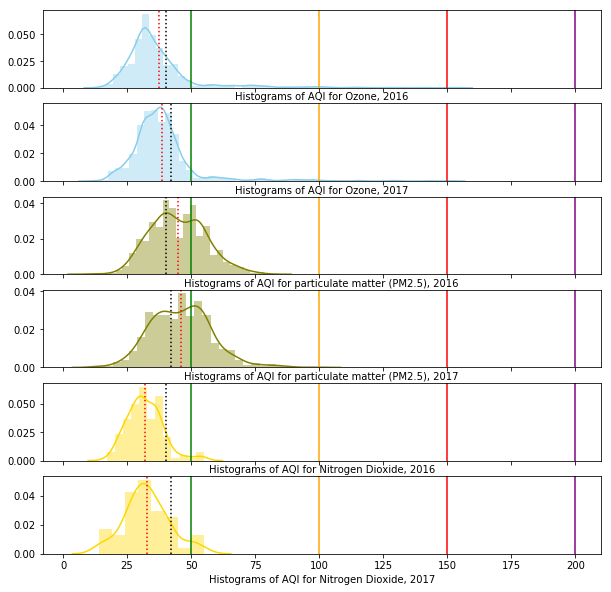 0.050
0.025
0.000
Histograms of AQI for Ozone, 2016
0.04
0.02
0.00
Histograms of AQI for Ozone, 2017
0.04
0.02
0.00
Histograms of AQI for particulate matter (PM2.5), 2016
0.04
0.02
0.00
Histograms of AQI for particulate matter (PM2.5), 2017
0.050
0.025
0.000
Histograms of AQI for Nitrogen Dioxide, 2016
0.04
0.02
0.00
0 25 50 75 100 125 150 175 200
Histograms of AQI for Nitrogen Dioxide, 2017